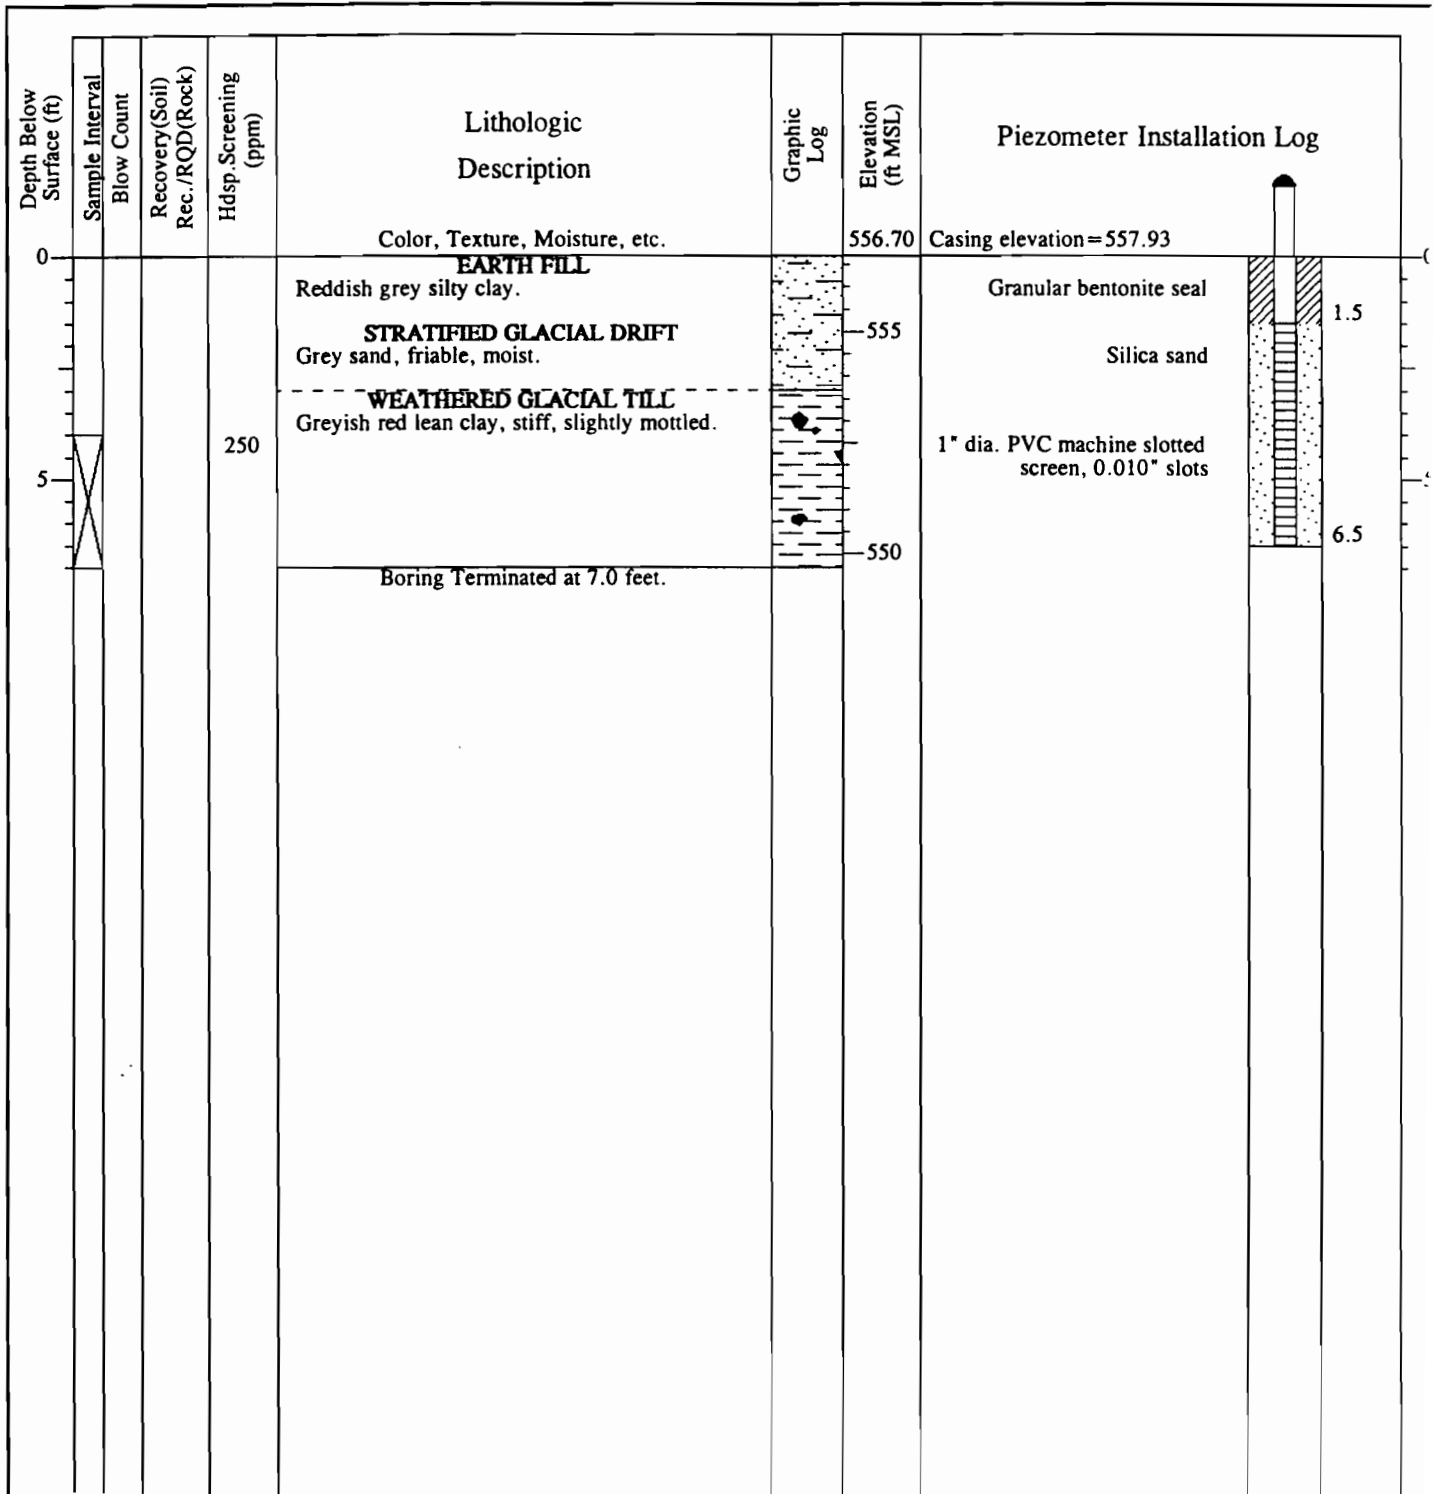 Depth Below
Surface (ft)
Sample Interval
Blow Count
Recovery(Soil)
Rec./RQD(Rock)
Hdsp.Screening
(ppm)
Lithologic
Description
Color, Texture, Moisture, etc.
Graphic
Log
Elevation
(ft MSL)
556.70
Piezometer Installation Log
Casing elevation=557.93
0
EARTH FILL
Reddish grey silty clay.
Granular bentonite seal
1.5
STRATIFIED GLACIAL DRIFT
555
Grey sand, friable, moist.
Silica sand
WEATHERED GLACIAL TILL
Greyish red lean clay, stiff, slightly mottled.
250
1" dia. PVC machine slotted
screen, 0.010" slots
5
6.5
550
Boring Terminated at 7.0 feet.